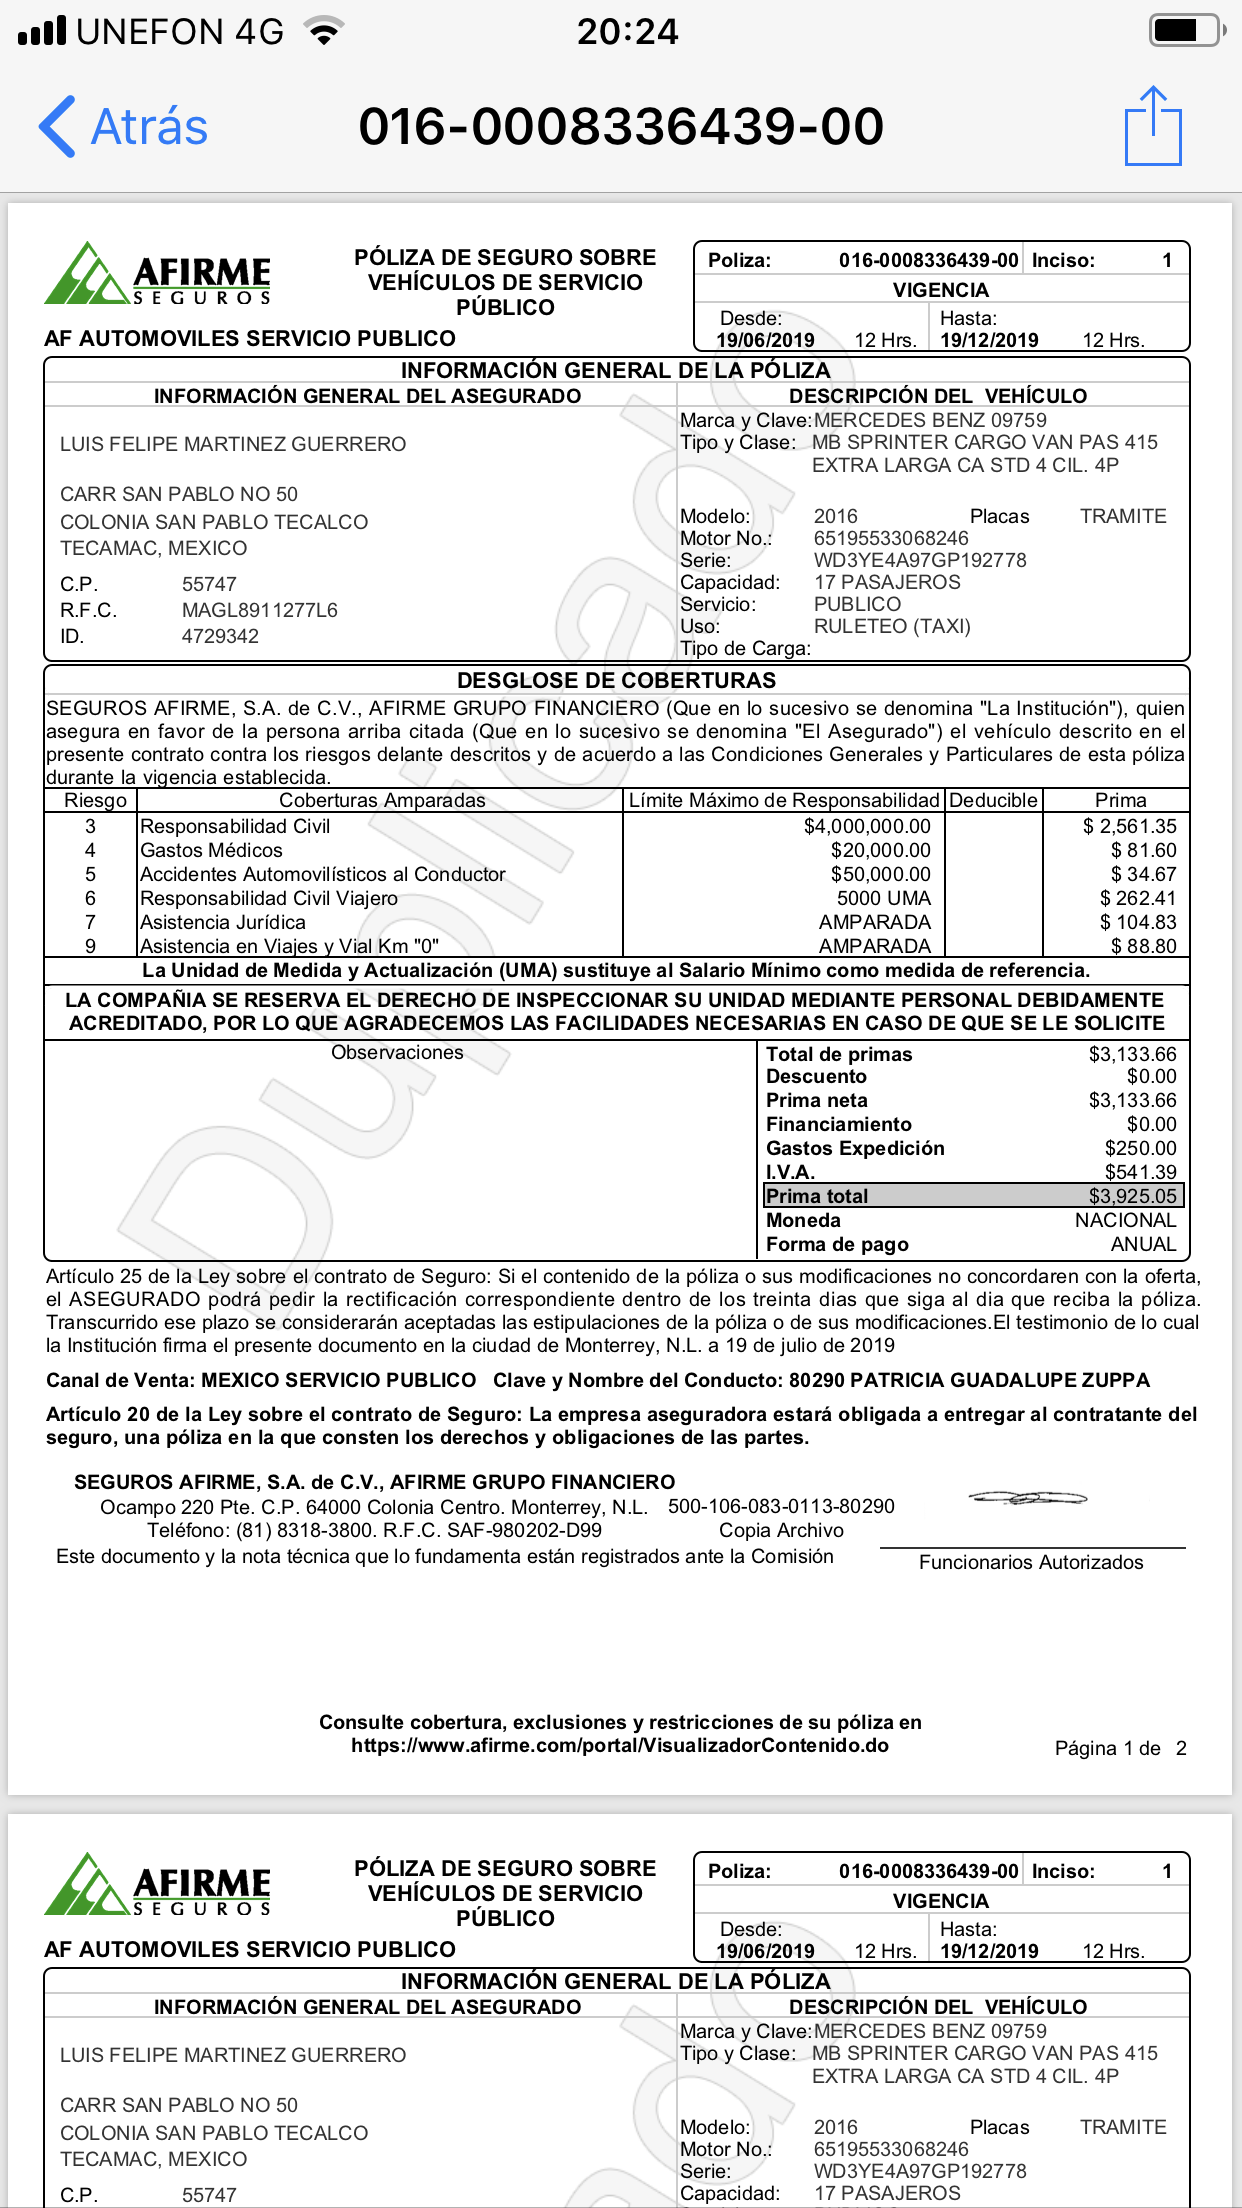 UNEFON 4G 20:24
Atrás 016-0008336439-00
AFIRME
SEGUROS
PÓLIZA DE SEGURO SOBRE
VEHÍCULOS DE SERVICIO
PÚBLICO
AF AUTOMOVILES SERVICIO PUBLICO
Poliza: 016-0008336439-00 Inciso: 1
VIGENCIA
Desde: Hasta:
19/06/2019 12 Hrs. 19/12/2019 12 Hrs.
INFORMACIÓN GENERAL DE LA PÓLIZA
INFORMACIÓN GENERAL DEL ASEGURADO
LUIS FELIPE MARTINEZ GUERRERO
CARR SAN PABLO NO 50
COLONIA SAN PABLO TECALCO
TECAMAC, MEXICO
C.P. 55747
R.F.C. MAGL8911277L6
ID. 4729342
DESCRIPCIÓN DEL VEHÍCULO
Marca y Clave: MERCEDES BENZ 09759
Tipo y Clase: MB SPRINTER CARGO VAN PAS 415
EXTRA LARGA CA STD 4 CIL. 4P
Modelo: 2016 Placas TRAMITE
Motor No.: 65195533068246
Serie: WD3YE4A97GP192778
Capacidad: 17 PASAJEROS
Servicio: PUBLICO
Uso: RULETEO (TAXI)
Tipo de Carga:
Duplicado
DESGLOSE DE COBERTURAS
SEGUROS AFIRME, S.A. de C.V., AFIRME GRUPO FINANCIERO (Que en lo sucesivo se denomina "La Institución"), quien
asegura en favor de la persona arriba citada (Que en lo sucesivo se denomina "El Asegurado") el vehículo descrito en el
presente contrato contra los riesgos delante descritos y de acuerdo a las Condiciones Generales y Particulares de esta póliza
durante la vigencia establecida.
Riesgo Coberturas Amparadas Límite Máximo de Responsabilidad Deducible Prima
3 Responsabilidad Civil $4,000,000.00 $ 2,561.35
4 Gastos Médicos $20,000.00 $ 81.60
5 Accidentes Automovilísticos al Conductor $50,000.00 $ 34.67
6 Responsabilidad Civil Viajero 5000 UMA $ 262.41
7 Asistencia Jurídica AMPARADA $ 104.83
9 Asistencia en Viajes y Vial Km "0" AMPARADA $ 88.80
La Unidad de Medida y Actualización (UMA) sustituye al Salario Mínimo como medida de referencia.
LA COMPAÑIA SE RESERVA EL DERECHO DE INSPECCIONAR SU UNIDAD MEDIANTE PERSONAL DEBIDAMENTE
ACREDITADO, POR LO QUE AGRADECEMOS LAS FACILIDADES NECESARIAS EN CASO DE QUE SE LE SOLICITE
Observaciones
Total de primas $3,133.66
Descuento $0.00
Prima neta $3,133.66
Financiamiento $0.00
Gastos Expedición $250.00
I.V.A. $541.39
Prima total $3,925.05
Moneda NACIONAL
Forma de pago ANUAL
Artículo 25 de la Ley sobre el contrato de Seguro: Si el contenido de la póliza o sus modificaciones no concordaren con la oferta,
el ASEGURADO podrá pedir la rectificación correspondiente dentro de los treinta dias que siga al dia que reciba la póliza.
Transcurrido ese plazo se considerarán aceptadas las estipulaciones de la póliza o de sus modificaciones.El testimonio de lo cual
la Institución firma el presente documento en la ciudad de Monterrey, N.L. a 19 de julio de 2019
Canal de Venta: MEXICO SERVICIO PUBLICO Clave y Nombre del Conducto: 80290 PATRICIA GUADALUPE ZUPPA
Artículo 20 de la Ley sobre el contrato de Seguro: La empresa aseguradora estará obligada a entregar al contratante del
seguro, una póliza en la que consten los derechos y obligaciones de las partes.
SEGUROS AFIRME, S.A. de C.V., AFIRME GRUPO FINANCIERO
Ocampo 220 Pte. C.P. 64000 Colonia Centro. Monterrey, N.L. 500-106-083-0113-80290
Teléfono: (81) 8318-3800. R.F.C. SAF-980202-D99 Copia Archivo
Este documento y la nota técnica que lo fundamenta están registrados ante la Comisión
Funcionarios Autorizados
Consulte cobertura, exclusiones y restricciones de su póliza en
https://www.afirme.com/portal/VisualizadorContenido.do
Página 1 de 2
AFIRME
SEGUROS
PÓLIZA DE SEGURO SOBRE
VEHÍCULOS DE SERVICIO
PÚBLICO
AF AUTOMOVILES SERVICIO PUBLICO
Poliza: 016-0008336439-00 Inciso: 1
VIGENCIA
Desde: Hasta:
19/06/2019 12 Hrs. 19/12/2019 12 Hrs.
INFORMACIÓN GENERAL DE LA PÓLIZA
INFORMACIÓN GENERAL DEL ASEGURADO
LUIS FELIPE MARTINEZ GUERRERO
CARR SAN PABLO NO 50
COLONIA SAN PABLO TECALCO
TECAMAC, MEXICO
C.P. 55747
DESCRIPCIÓN DEL VEHÍCULO
Marca y Clave: MERCEDES BENZ 09759
Tipo y Clase: MB SPRINTER CARGO VAN PAS 415
EXTRA LARGA CA STD 4 CIL. 4P
Modelo: 2016 Placas TRAMITE
Motor No.: 65195533068246
Serie: WD3YE4A97GP192778
Capacidad: 17 PASAJEROS